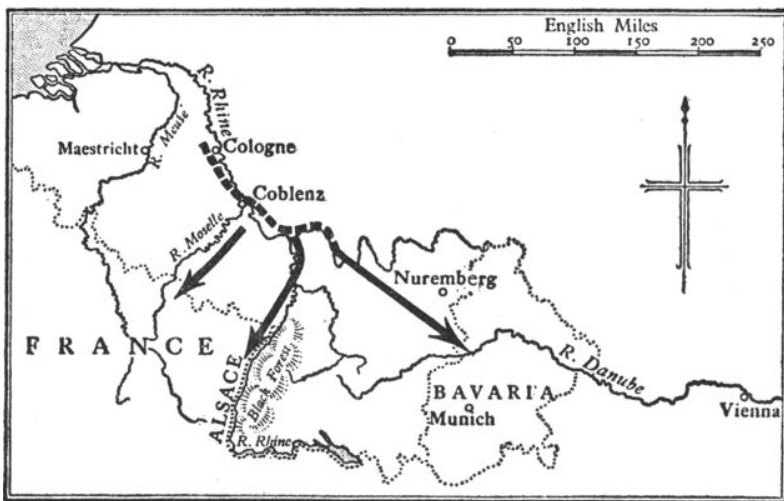 English Miles
0 50 100 150 200 250
R. Rhine
R. Meuse
Maestricht
Cologne
Coblenz
R. Moselle
Nuremberg
FRANCE
ALSACE
Black Forest
R. Danube
BAVARIA
Munich
Vienna
R. Rhine